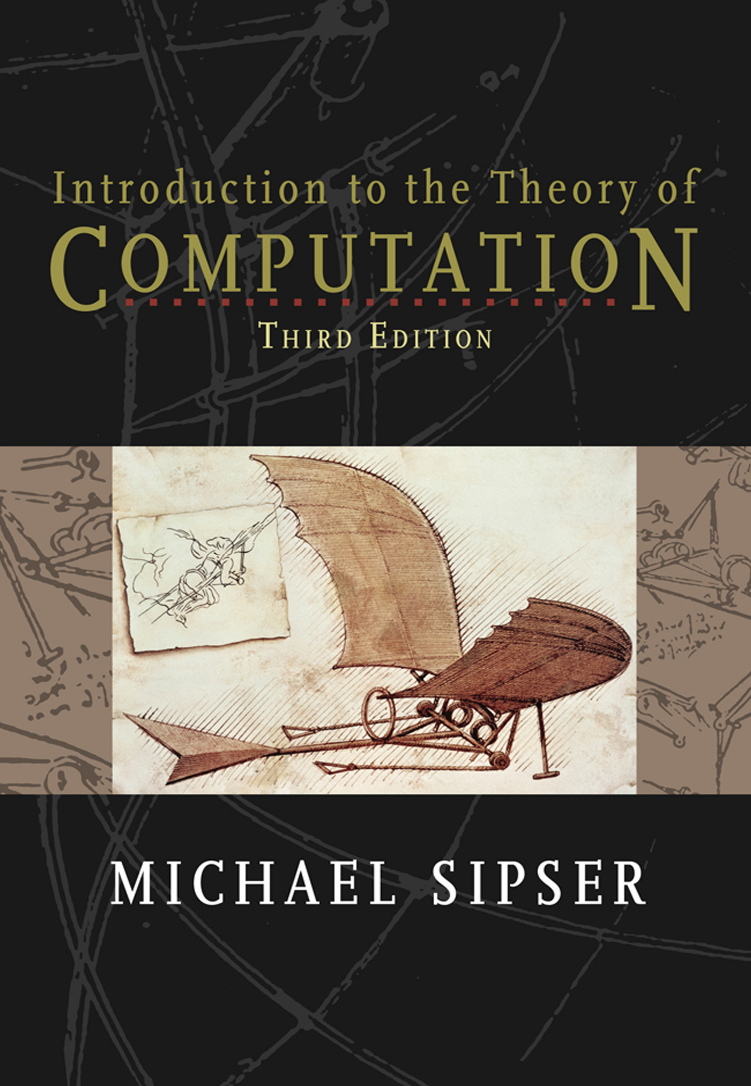 Introduction to the Theory of
COMPUTATION
THIRD EDITION
MICHAEL SIPSER